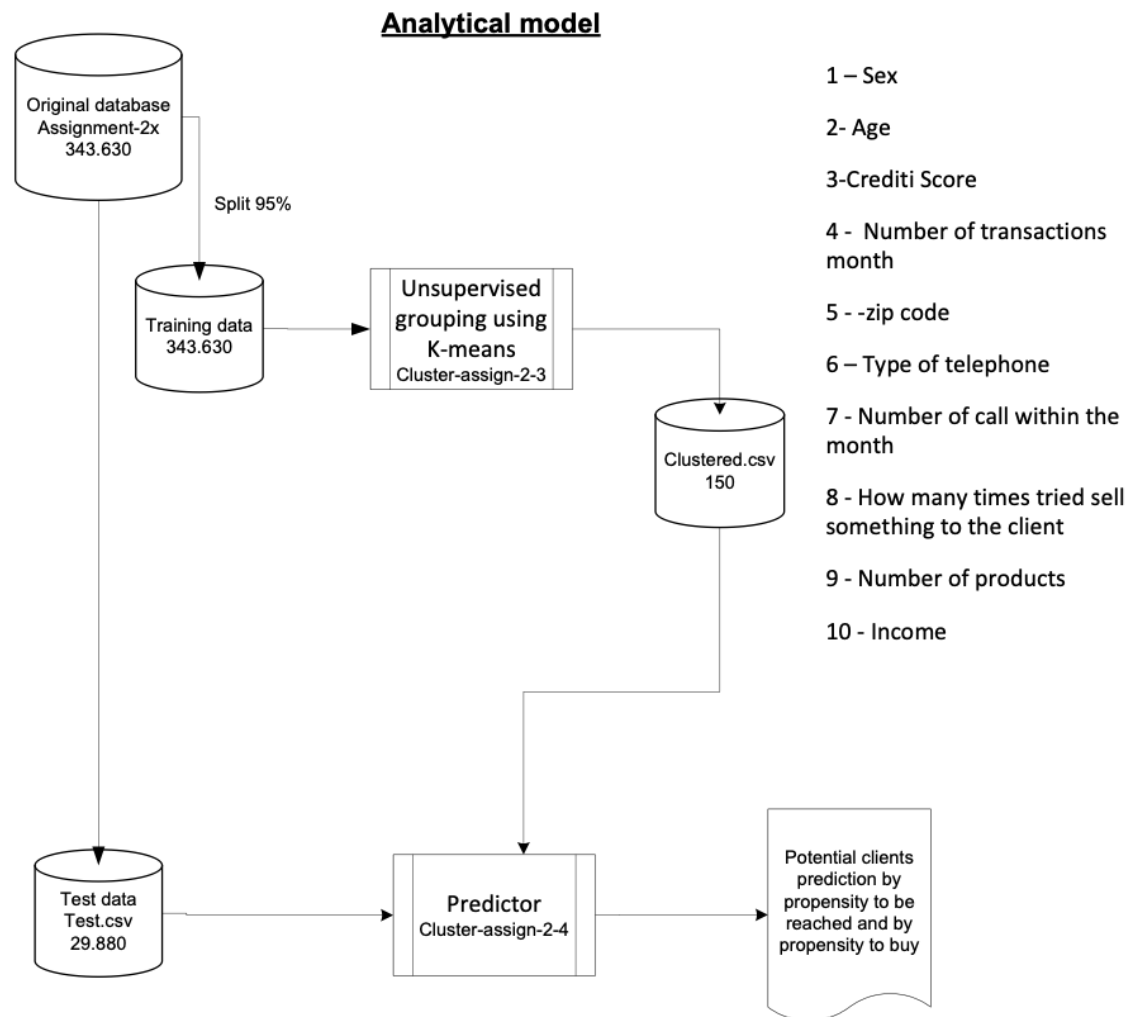 Analytical model
Original database
Assignment-2x
343.630
Split 95%
Training data
343.630
Unsupervised
grouping using
K-means
Cluster-assign-2-3
Clustered.csv
150
Test data
Test.csv
29.880
Predictor
Cluster-assign-2-4
Potential clients
prediction by
propensity to be
reached and by
propensity to buy
1 – Sex
2- Age
3-Crediti Score
4 -  Number of transactions
month
5 - -zip code
6 – Type of telephone
7 - Number of call within the
month
8 - How many times tried sell
something to the client
9 - Number of products
10 - Income